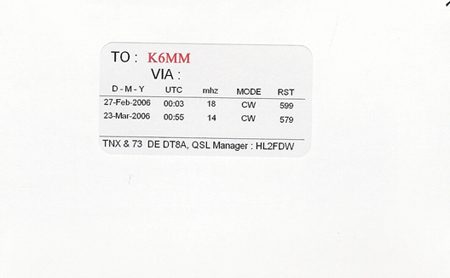 TO : K6MM
VIA :
D - M - Y UTC mhz MODE RST
27-Feb-2006 00:03 18 CW 599
23-Mar-2006 00:55 14 CW 579
TNX & 73 DE DT8A, QSL Manager : HL2FDW